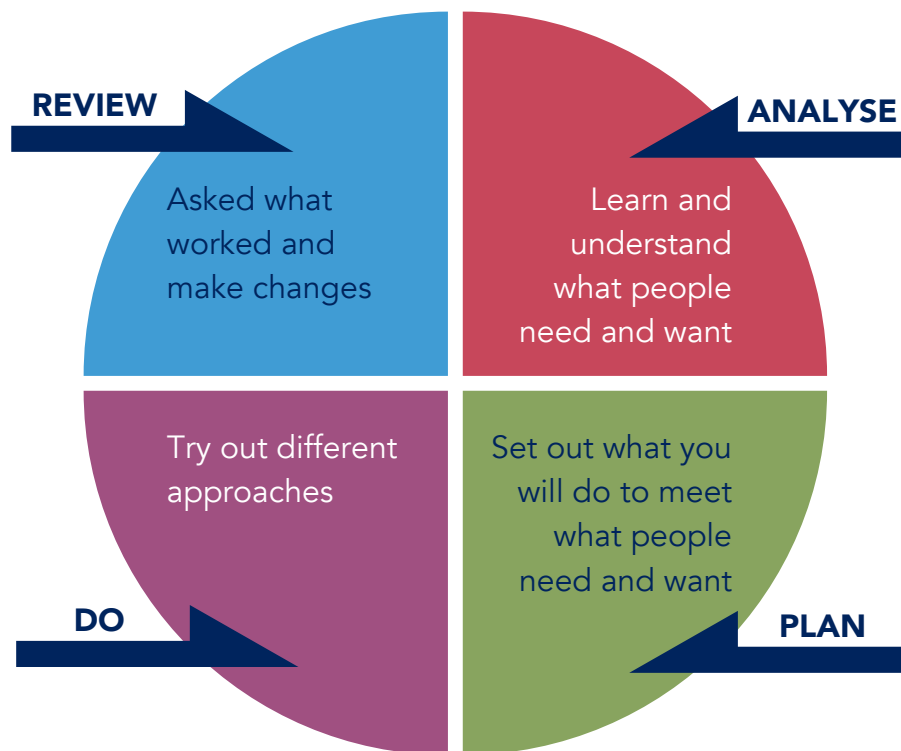 REVIEW
Asked what
worked and
make changes
ANALYSE
Learn and
understand
what people
need and want
Try out different
approaches
DO
Set out what you
will do to meet
what people
need and want
PLAN